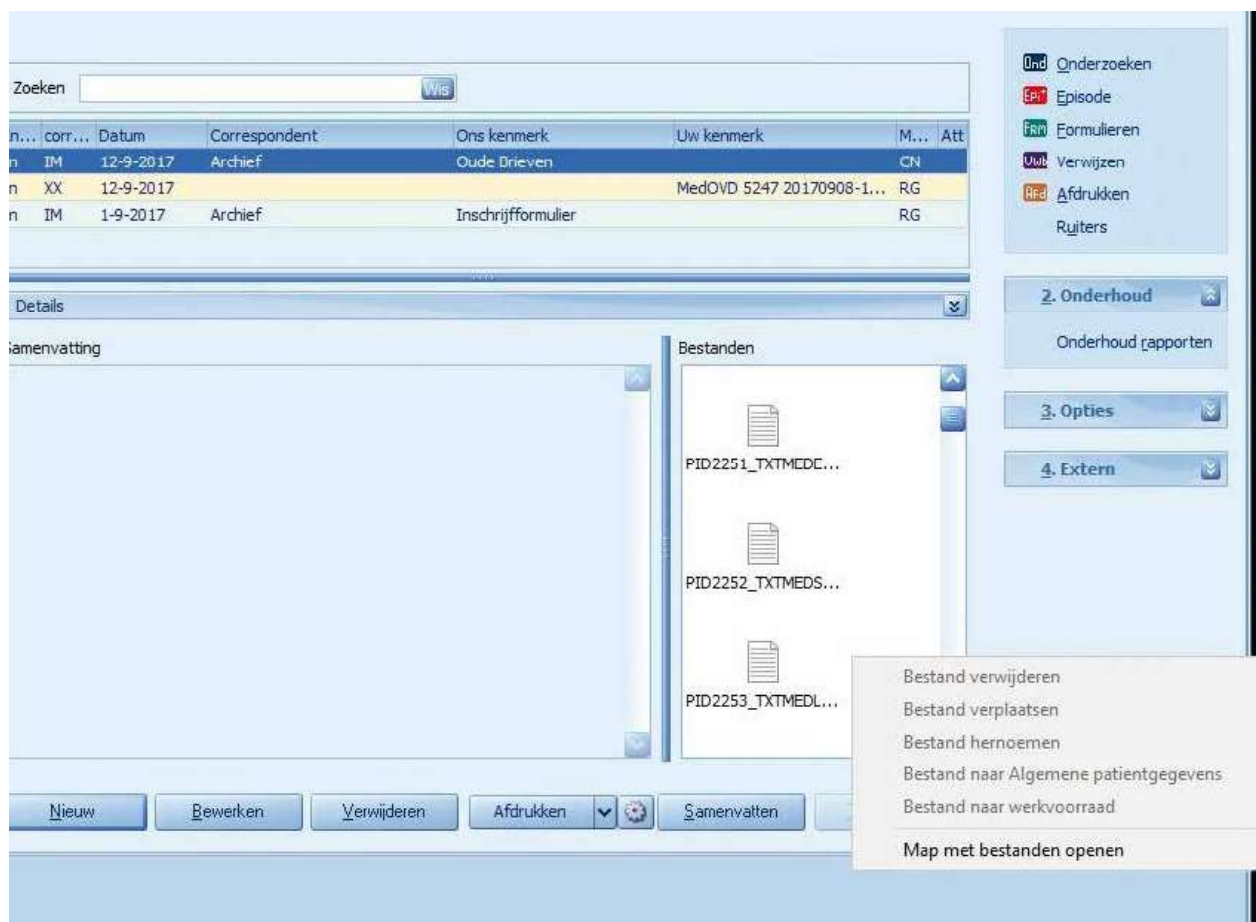 Zoeken
Wis
n... corr... Datum Correspondent Ons kenmerk Uw kenmerk M... Att
n IM 12-9-2017 Archief Oude Brieven CN
n XX 12-9-2017 MedOVD 5247 20170908-1... RG
n IM 1-9-2017 Archief Inschrijfformulier RG
Details
Samenvatting
Bestanden
PID2251_TXTMEDE...
PID2252_TXTMEDS...
PID2253_TXTMEDL...
Nieuw Bewerken Verwijderen Afdrukken Samenvatten
Ond Onderzoeken
EPi+ Episode
FRM Formulieren
Uwb Verwijzen
AFd Afdrukken
Ruiters
2. Onderhoud
Onderhoud rapporten
3. Opties
4. Extern
Bestand verwijderen
Bestand verplaatsen
Bestand hernoemen
Bestand naar Algemene patientgegevens
Bestand naar werkvoorraad
Map met bestanden openen